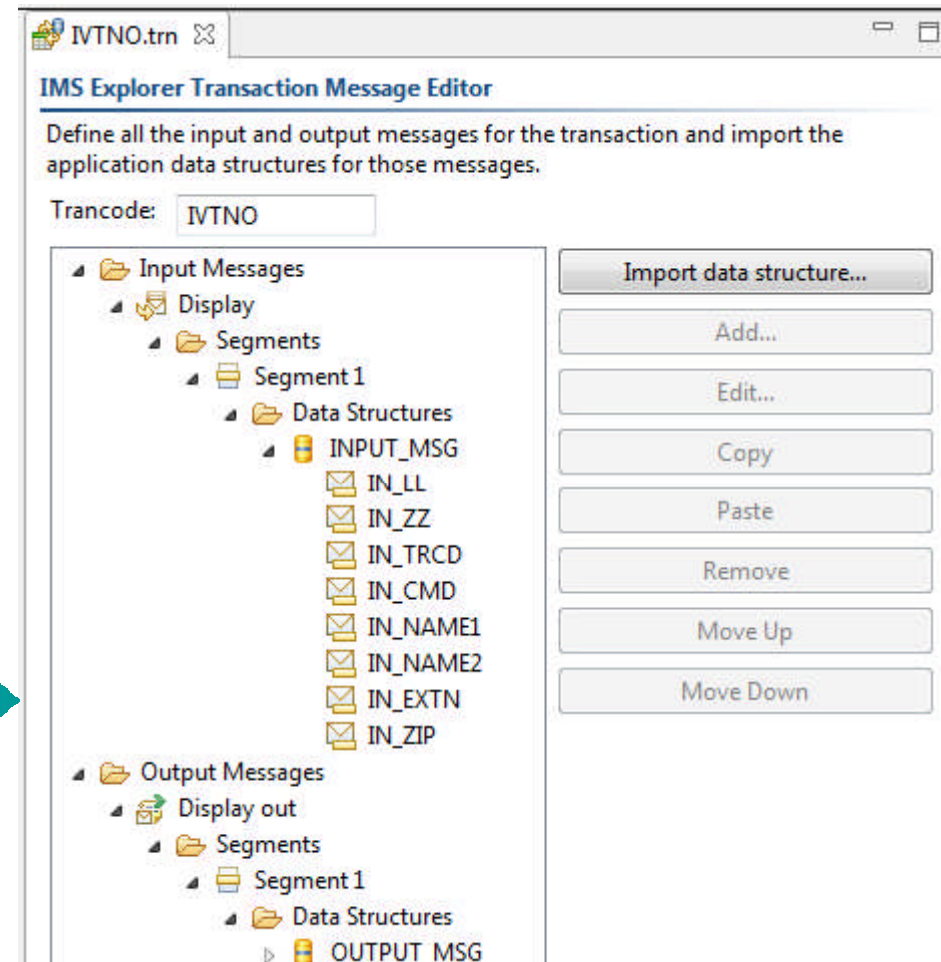 IVTNO.trn
IMS Explorer Transaction Message Editor
Define all the input and output messages for the transaction and import the
application data structures for those messages.
Trancode: IVTNO
Input Messages
Display
Segments
Segment 1
Data Structures
INPUT_MSG
IN_LL
IN_ZZ
IN_TRCD
IN_CMD
IN_NAME1
IN_NAME2
IN_EXTN
IN_ZIP
Output Messages
Display out
Segments
Segment 1
Data Structures
OUTPUT_MSG
Import data structure...
Add...
Edit...
Copy
Paste
Remove
Move Up
Move Down